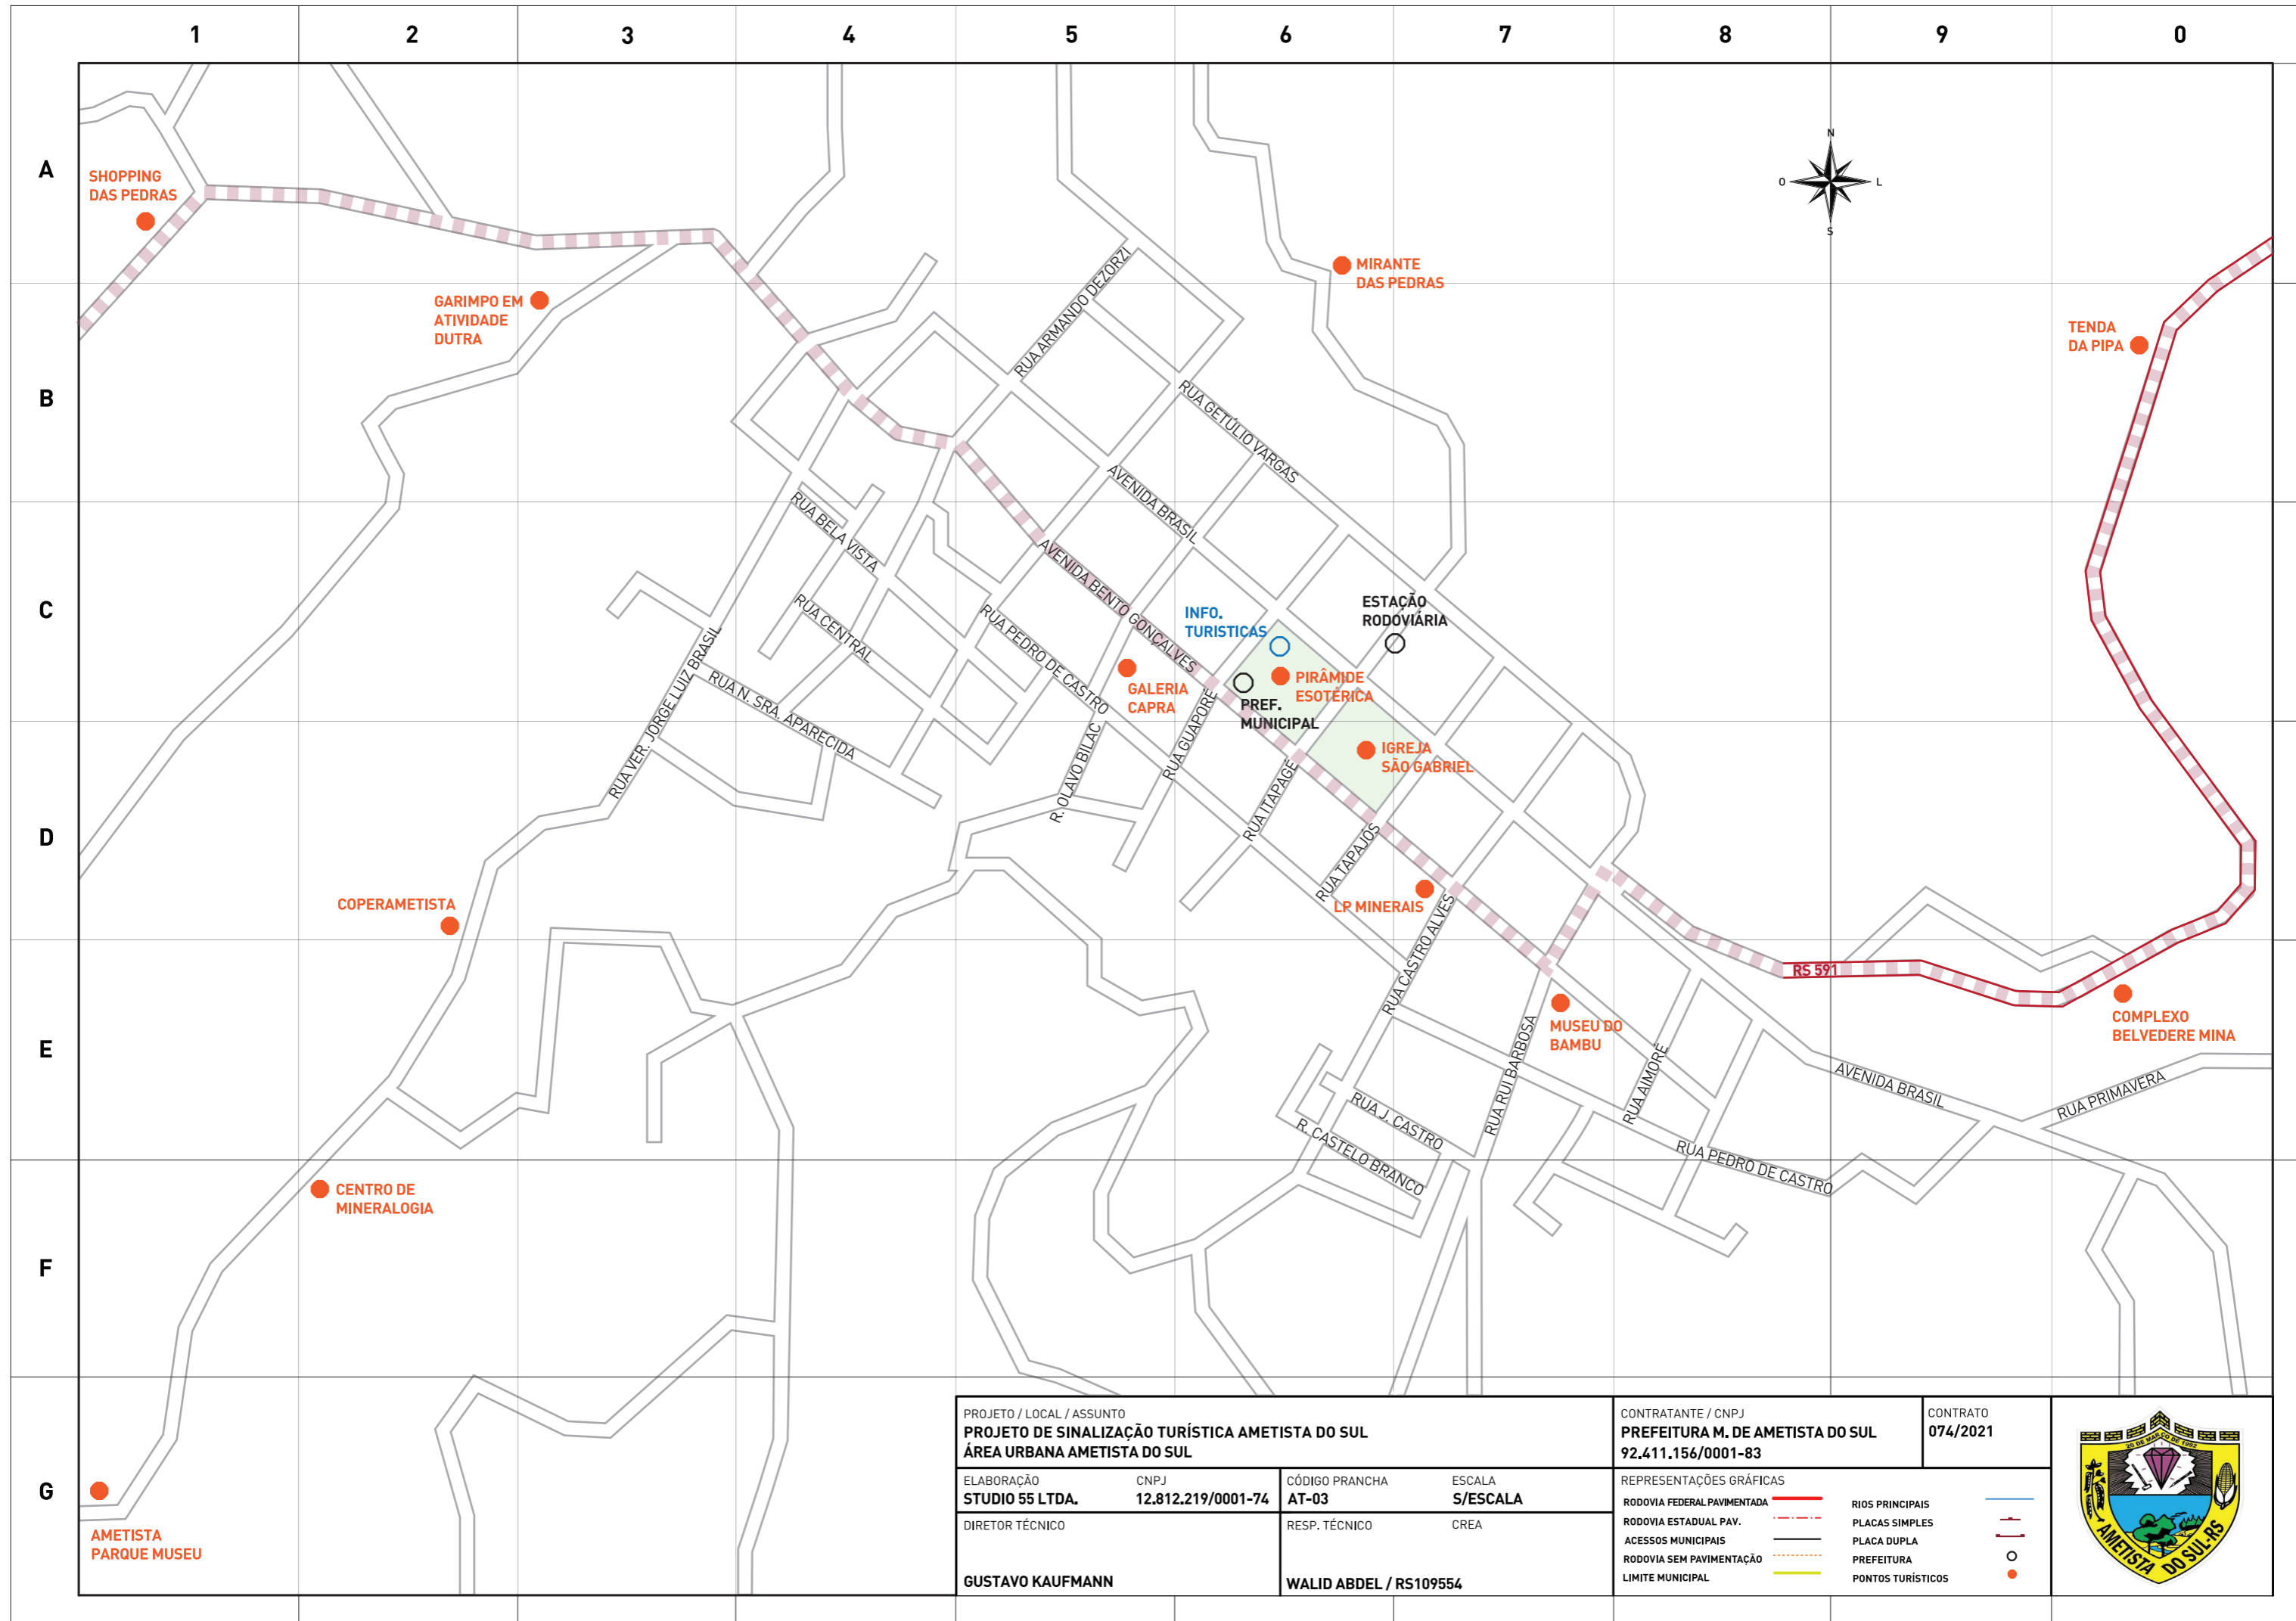 1
2
3
4
5
6
7
8
9
0
A
B
C
D
E
F
G
N
O
L
S
SHOPPING
DAS PEDRAS
GARIMPO EM
ATIVIDADE
DUTRA
MIRANTE
DAS PEDRAS
TENDA
DA PIPA
RUA ARMANDO DEZORZI
RUA GETÚLIO VARGAS
AVENIDA BRASIL
RUA BELA VISTA
AVENIDA BENTO GONÇALVES
RUA CENTRAL
RUA PEDRO DE CASTRO
INFO.
TURISTICAS
ESTAÇÃO
RODOVIÁRIA
PIRÂMIDE
ESOTÉRICA
PREF.
MUNICIPAL
GALERIA
CAPRA
RUA VER. JORGE LUIZ BRASIL
RUA N. SRA. APARECIDA
R. OLAVO BILAC
RUA GUAPORÉ
RUA ITAPAGÉ
IGREJA
SÃO GABRIEL
RUA TAPAJÓS
LP MINERAIS
COPERAMETISTA
RUA CASTRO ALVES
RS 591
MUSEU DO
BAMBU
COMPLEXO
BELVEDERE MINA
RUA RUI BARBOSA
RUA AIMORÉ
AVENIDA BRASIL
RUA PRIMAVERA
RUA J. CASTRO
R. CASTELO BRANCO
RUA PEDRO DE CASTRO
CENTRO DE
MINERALOGIA
AMETISTA
PARQUE MUSEU
PROJETO / LOCAL / ASSUNTO
PROJETO DE SINALIZAÇÃO TURÍSTICA AMETISTA DO SUL
ÁREA URBANA AMETISTA DO SUL
CONTRATANTE / CNPJ
PREFEITURA M. DE AMETISTA DO SUL
92.411.156/0001-83
CONTRATO
074/2021
ELABORAÇÃO
STUDIO 55 LTDA.
CNPJ
12.812.219/0001-74
CÓDIGO PRANCHA
AT-03
ESCALA
S/ESCALA
DIRETOR TÉCNICO
GUSTAVO KAUFMANN
RESP. TÉCNICO
CREA
WALID ABDEL / RS109554
REPRESENTAÇÕES GRÁFICAS
RODOVIA FEDERAL PAVIMENTADA
RODOVIA ESTADUAL PAV.
ACESSOS MUNICIPAIS
RODOVIA SEM PAVIMENTAÇÃO
LIMITE MUNICIPAL
RIOS PRINCIPAIS
PLACAS SIMPLES
PLACA DUPLA
PREFEITURA
PONTOS TURÍSTICOS
20 DE MARÇO DE 1992
AMETISTA DO SUL-RS